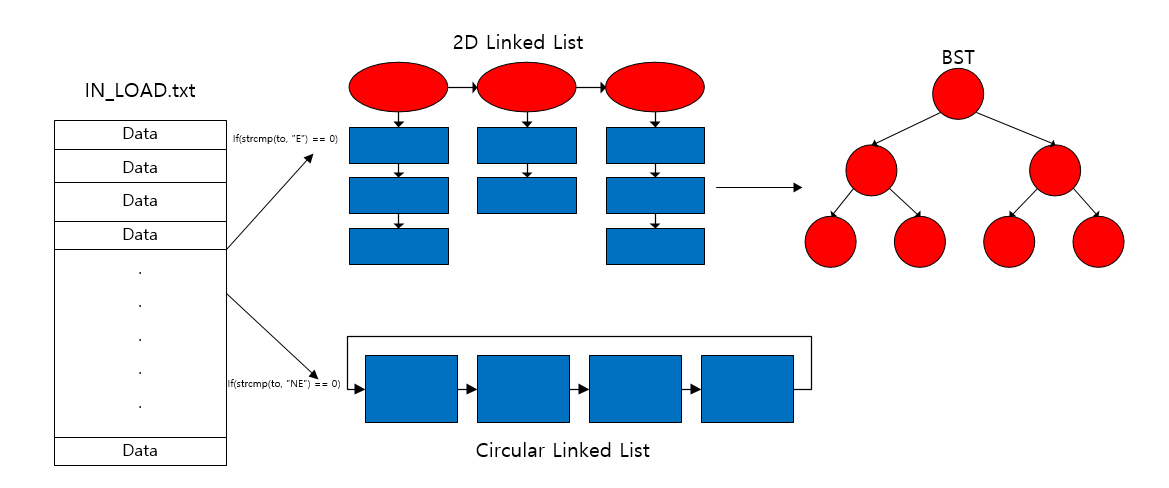 2D Linked List
BST
IN_LOAD.txt
Data
If(strcmp(to, "E") == 0)
Data
Data
Data
.
.
.
.
.
If(strcmp(to, "NE") == 0)
Data
Circular Linked List